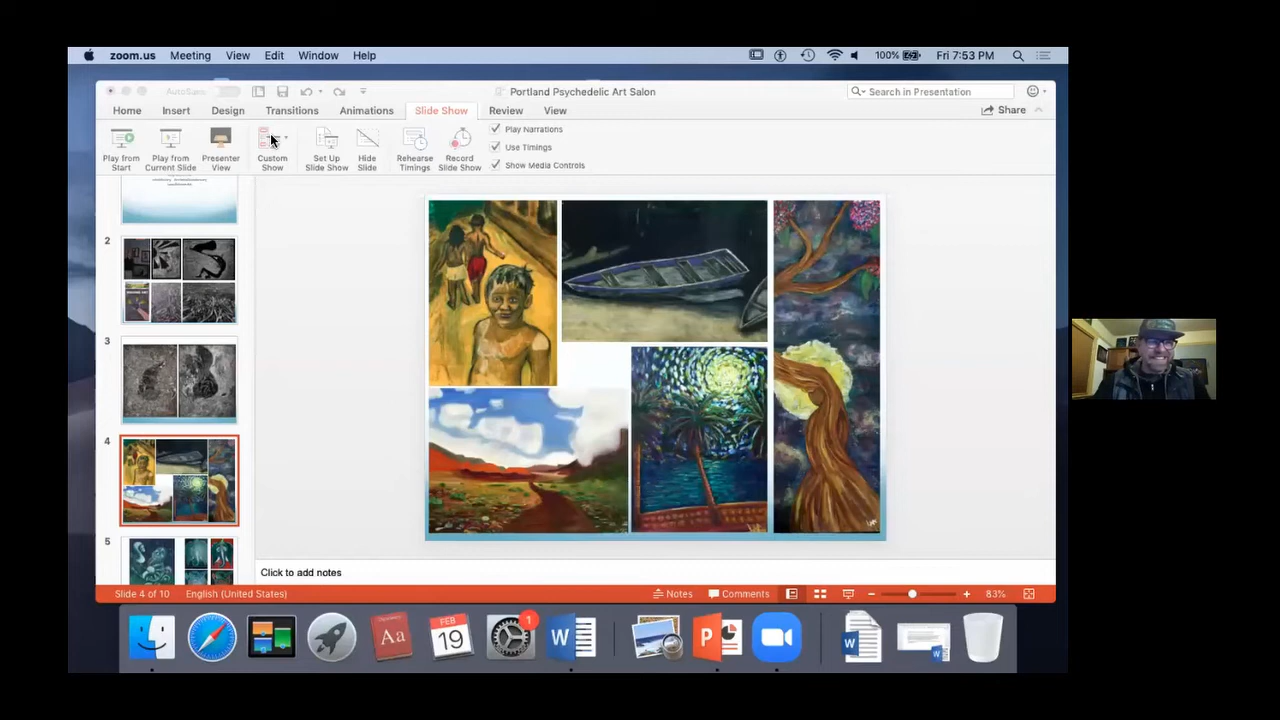 zoom.us Meeting View Edit Window Help 100% Fri 7:53 PM
AutoSave Portland Psychedelic Art Salon Search in Presentation
Home Insert Design Transitions Animations Slide Show Review View Share
Play from Start
Play from Current Slide
Presenter View
Custom Show
Set Up Slide Show
Hide Slide
Rehearse Timings
Record Slide Show
Play Narrations
Use Timings
Show Media Controls
2
3
4
5
Click to add notes
Slide 4 of 10 English (United States) Notes Comments 83%
Aa
FEB
19
1
W
P
W
W